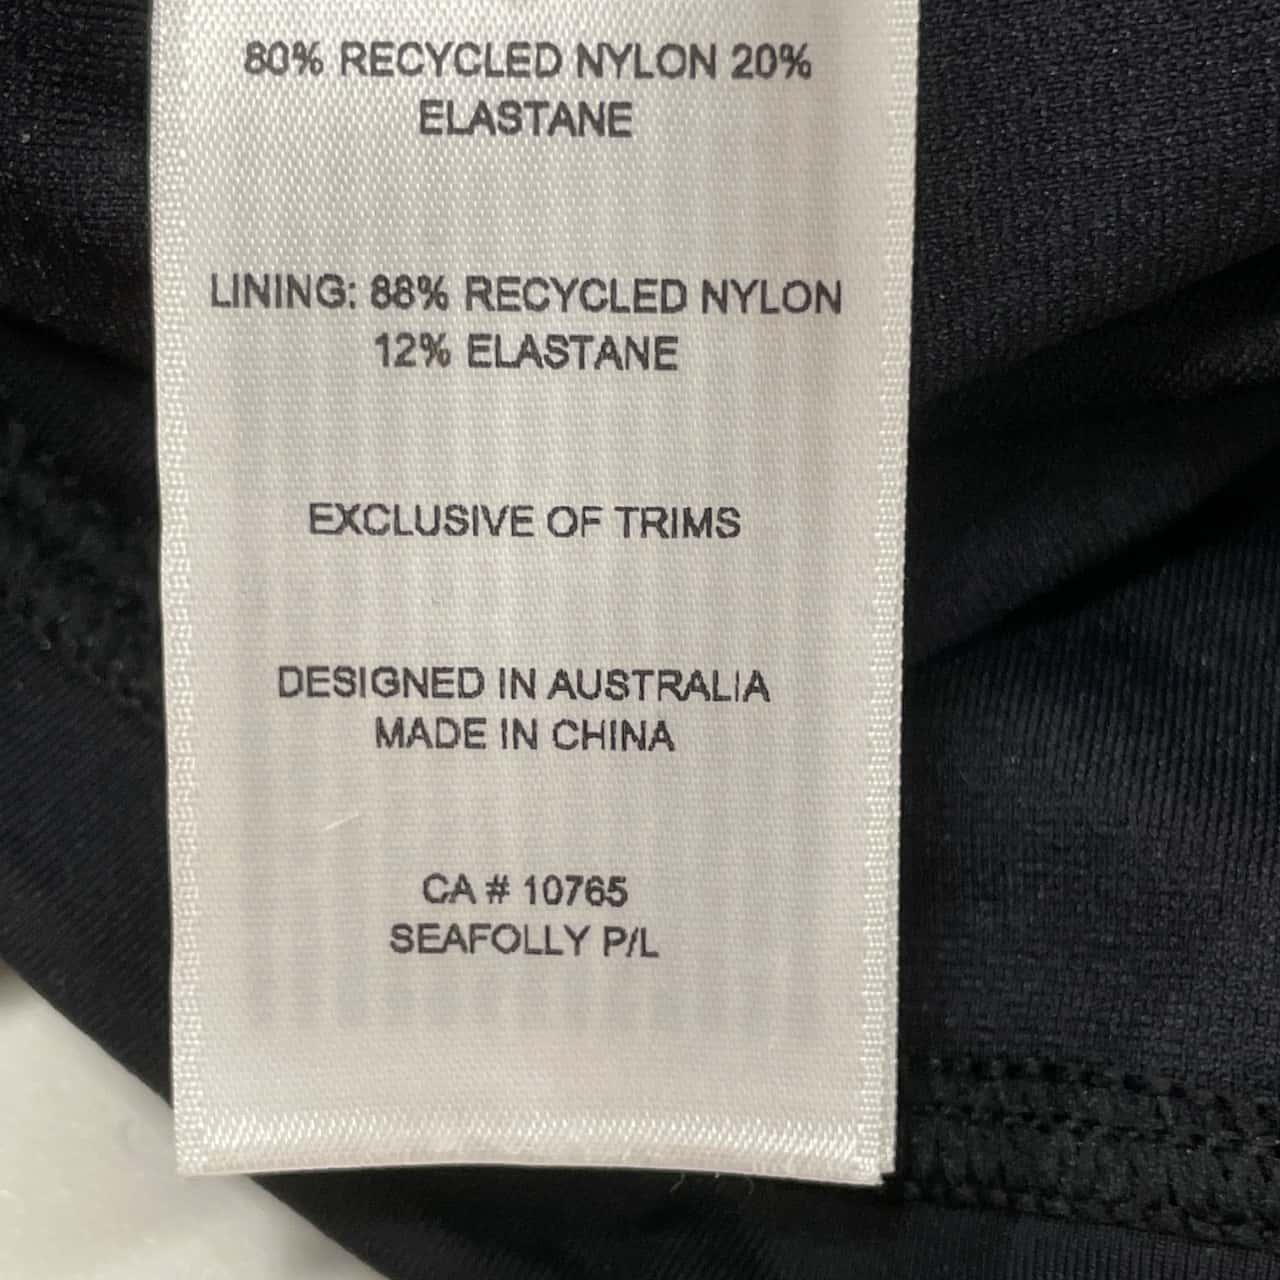 80% RECYCLED NYLON 20%
ELASTANE
LINING: 88% RECYCLED NYLON
12% ELASTANE
EXCLUSIVE OF TRIMS
DESIGNED IN AUSTRALIA
MADE IN CHINA
CA # 10765
SEAFOLLY P/L